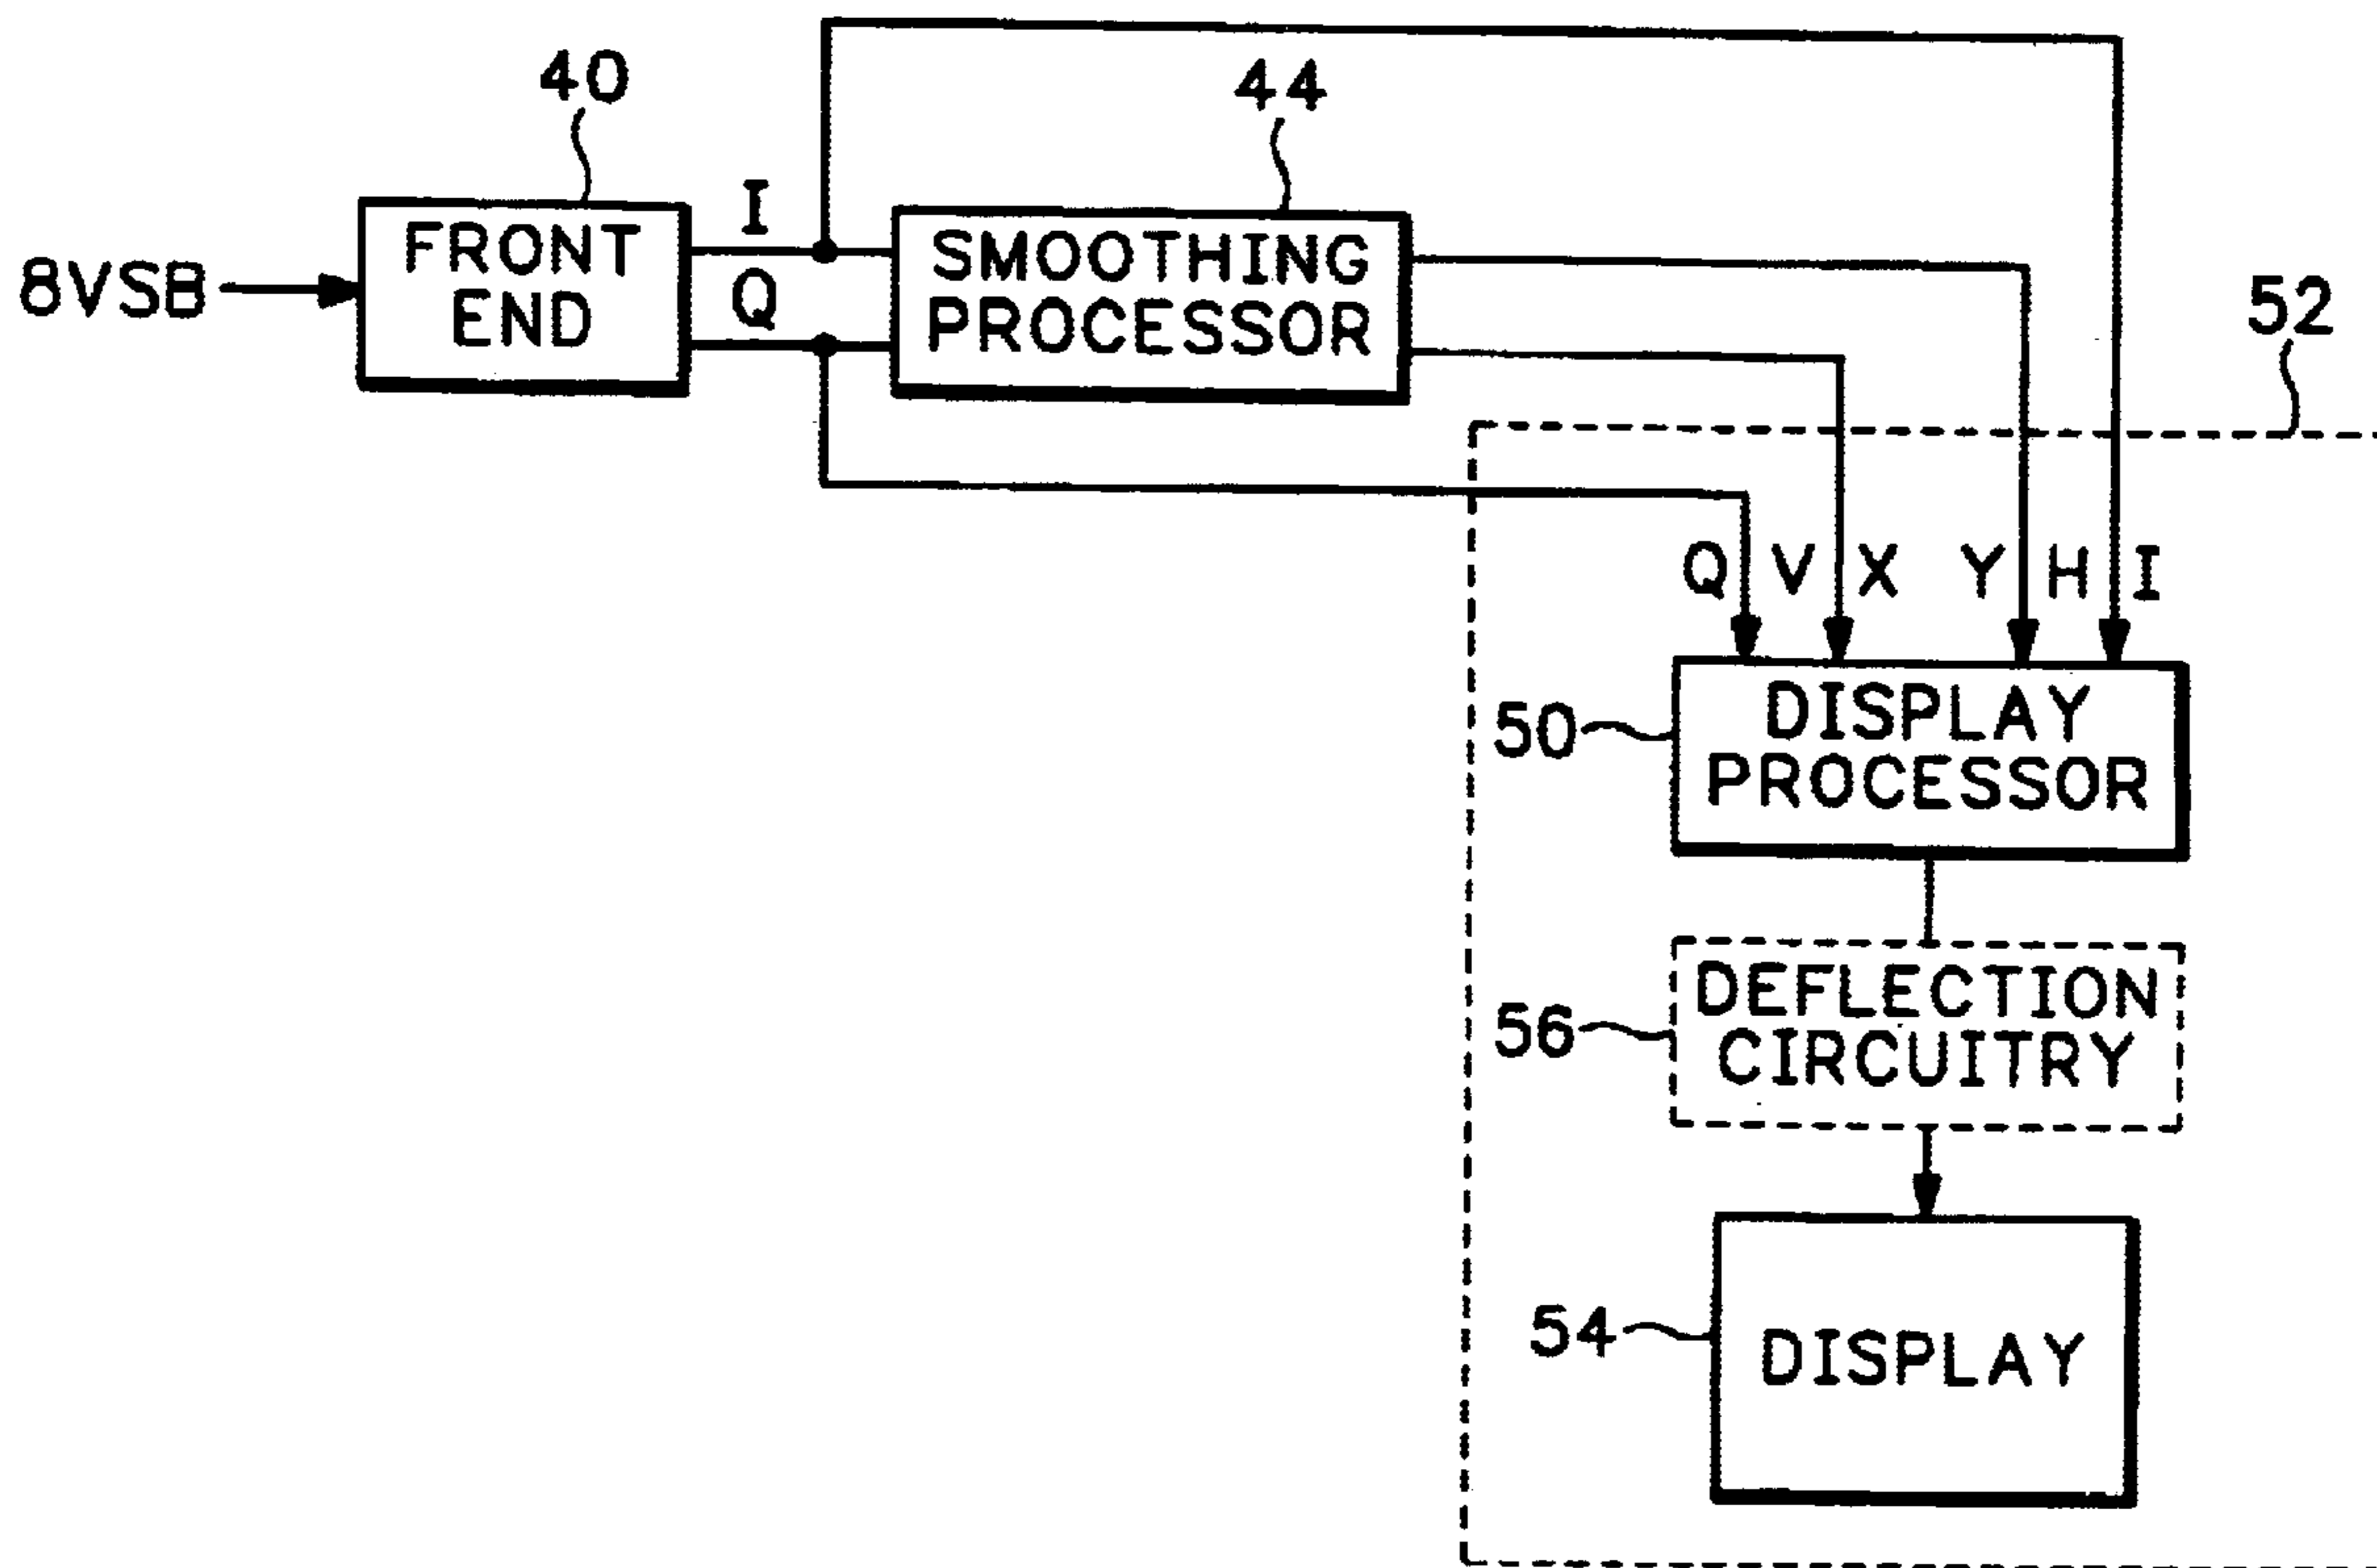 40
44
8VSB
FRONT
END
I
Q
SMOOTHING
PROCESSOR
52
Q V X Y H I
50
DISPLAY
PROCESSOR
56
DEFLECTION
CIRCUITRY
54
DISPLAY